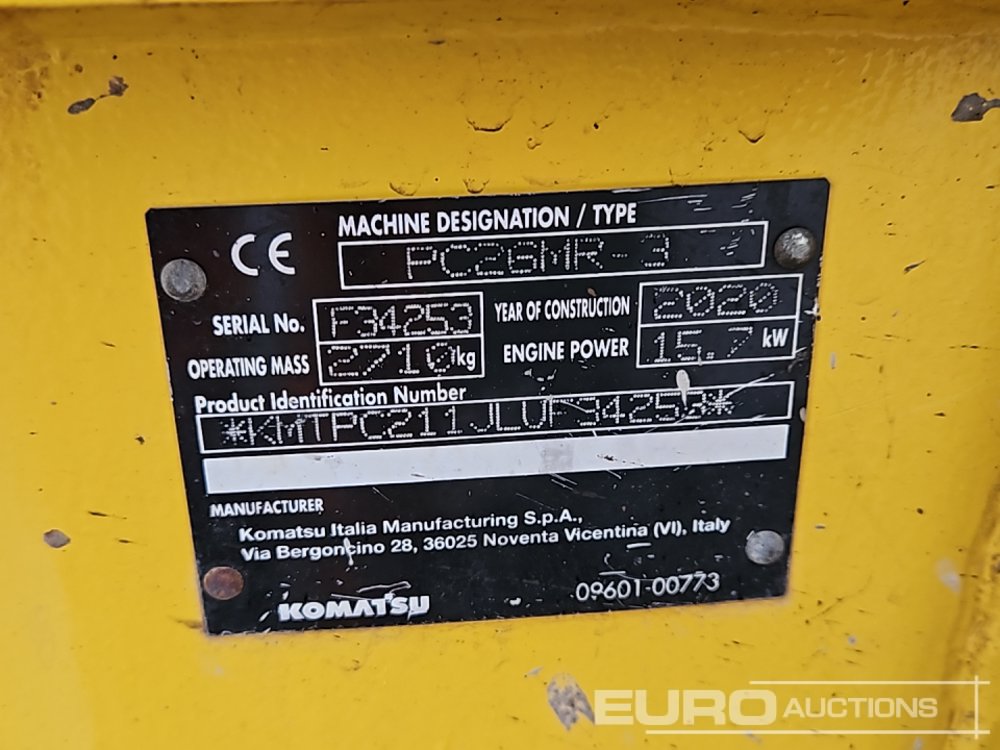 CE
MACHINE DESIGNATION / TYPE
PC26MR-3
SERIAL No. F34253 YEAR OF CONSTRUCTION 2020
OPERATING MASS 2710 kg ENGINE POWER 15.7 kW
Product Identification Number
*KMTPC211JLVF34253*
MANUFACTURER
Komatsu Italia Manufacturing S.p.A.,
Via Bergoncino 28, 36025 Noventa Vicentina (VI), Italy
KOMATSU 09601-00773
EURO AUCTIONS